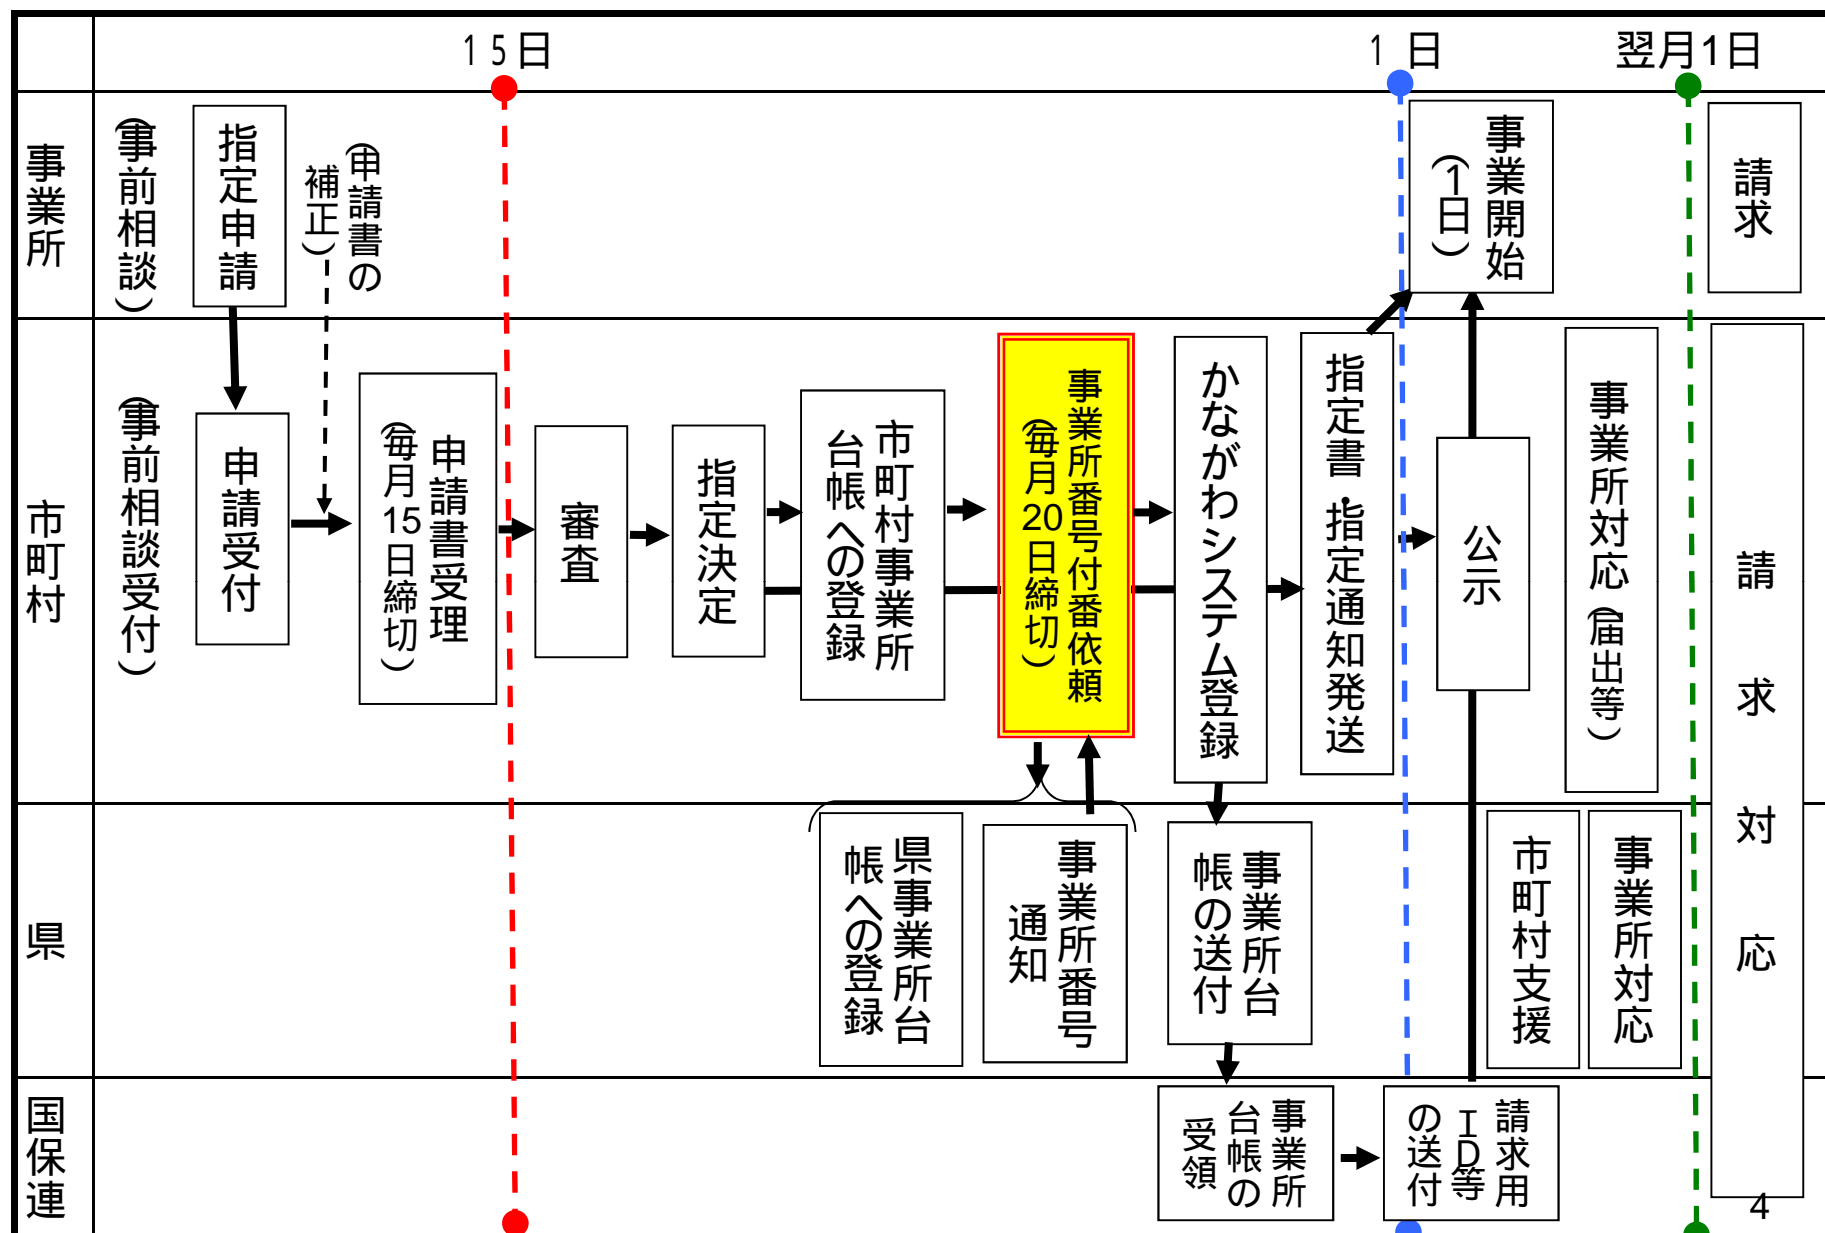 15日
1 日
翌月1日
事業所
(事前相談)
指定申請
(申請書の
補正)
事業開始
(1日)
請求
市町村
(事前相談受付)
申請受付
申請書受理
(毎月15日締切)
審査
指定決定
市町村事業所
台帳への登録
事業所番号付番依頼
(毎月20日締切)
かながわシステム登録
指定書・指定通知発送
公示
事業所対応(届出等)
請求対応
県
県事業所台
帳への登録
事業所番号
通知
事業所台
帳の送付
市町村支援
事業所対応
国保連
事業所
台帳の
受領
請求用
ID等
の送付
4